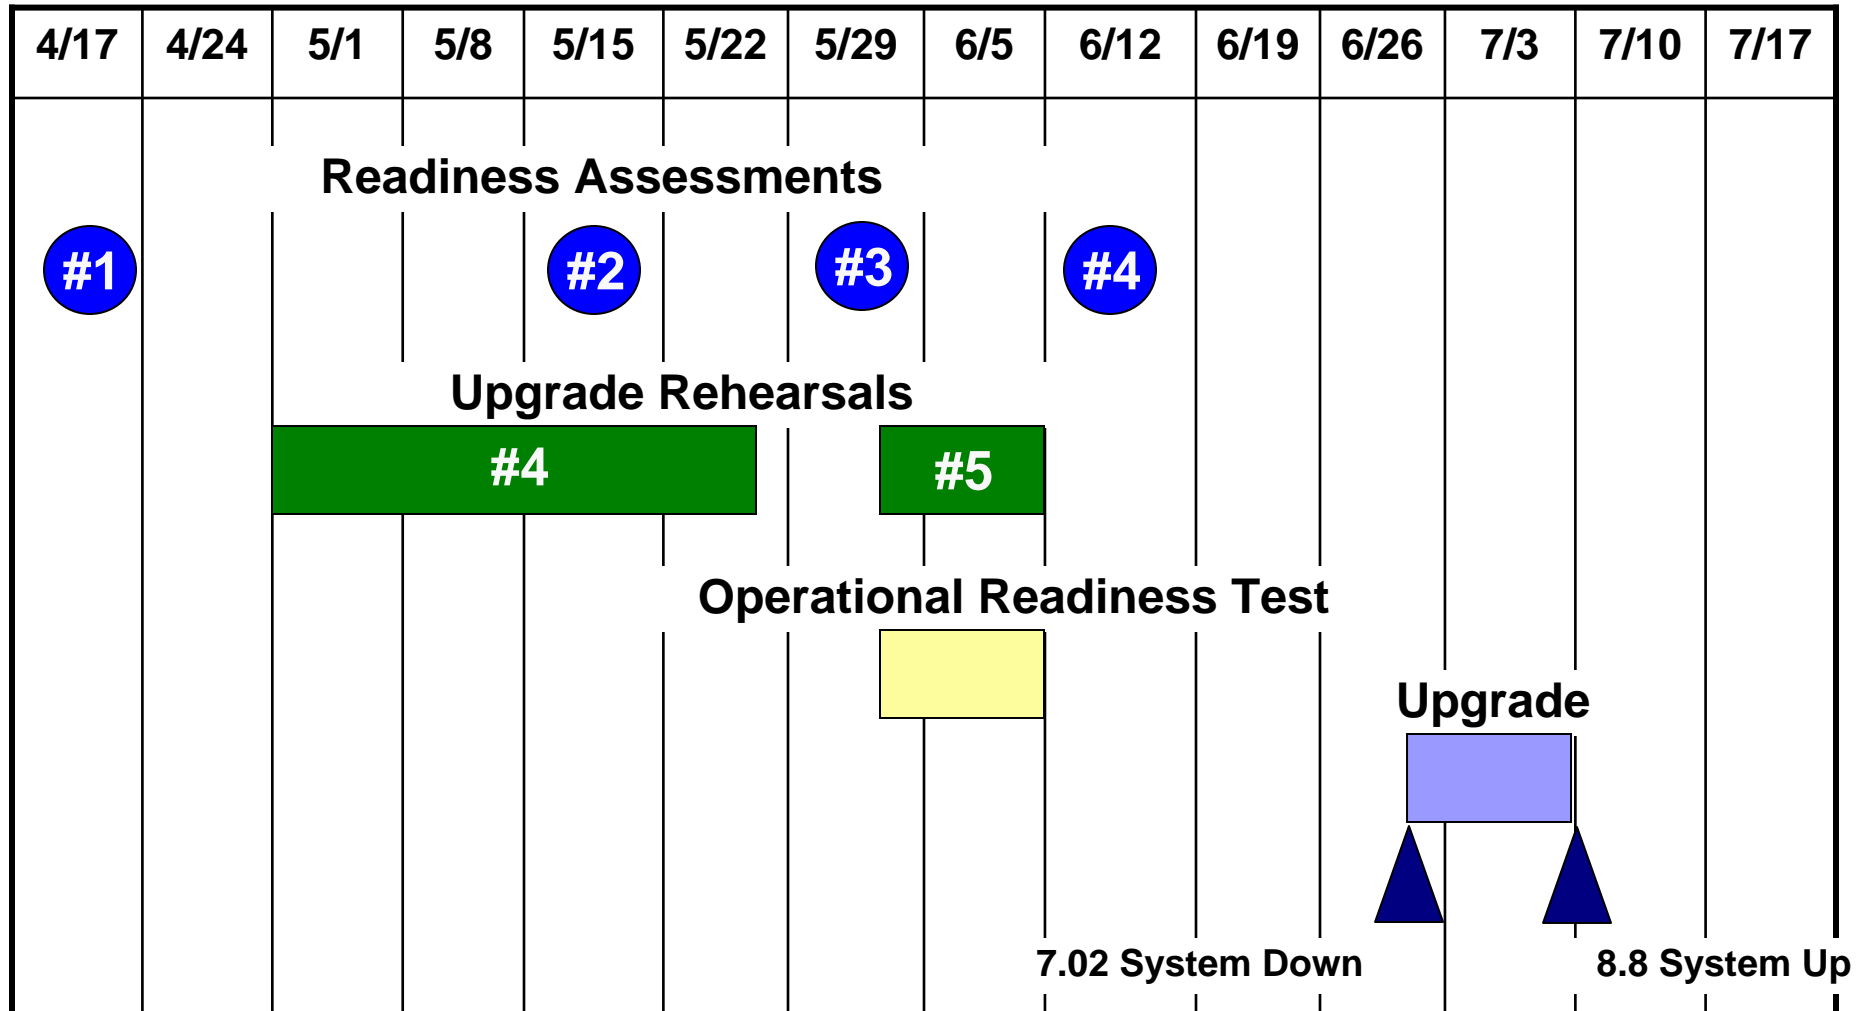 4/17 4/24 5/1 5/8 5/15 5/22 5/29 6/5 6/12 6/19 6/26 7/3 7/10 7/17
Readiness Assessments
#1 #2 #3 #4
Upgrade Rehearsals
#4 #5
Operational Readiness Test
Upgrade
7.02 System Down 8.8 System Up